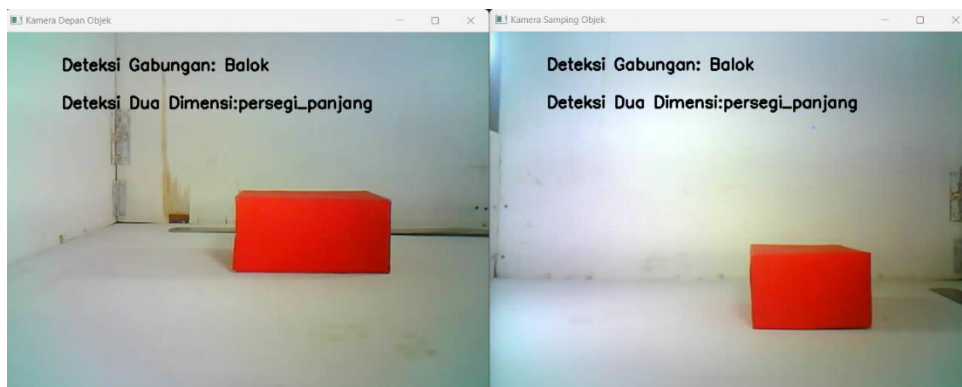 Kamera Depan Objek
Deteksi Gabungan: Balok
Deteksi Dua Dimensi:persegi_panjang
Kamera Samping Objek
Deteksi Gabungan: Balok
Deteksi Dua Dimensi:persegi_panjang